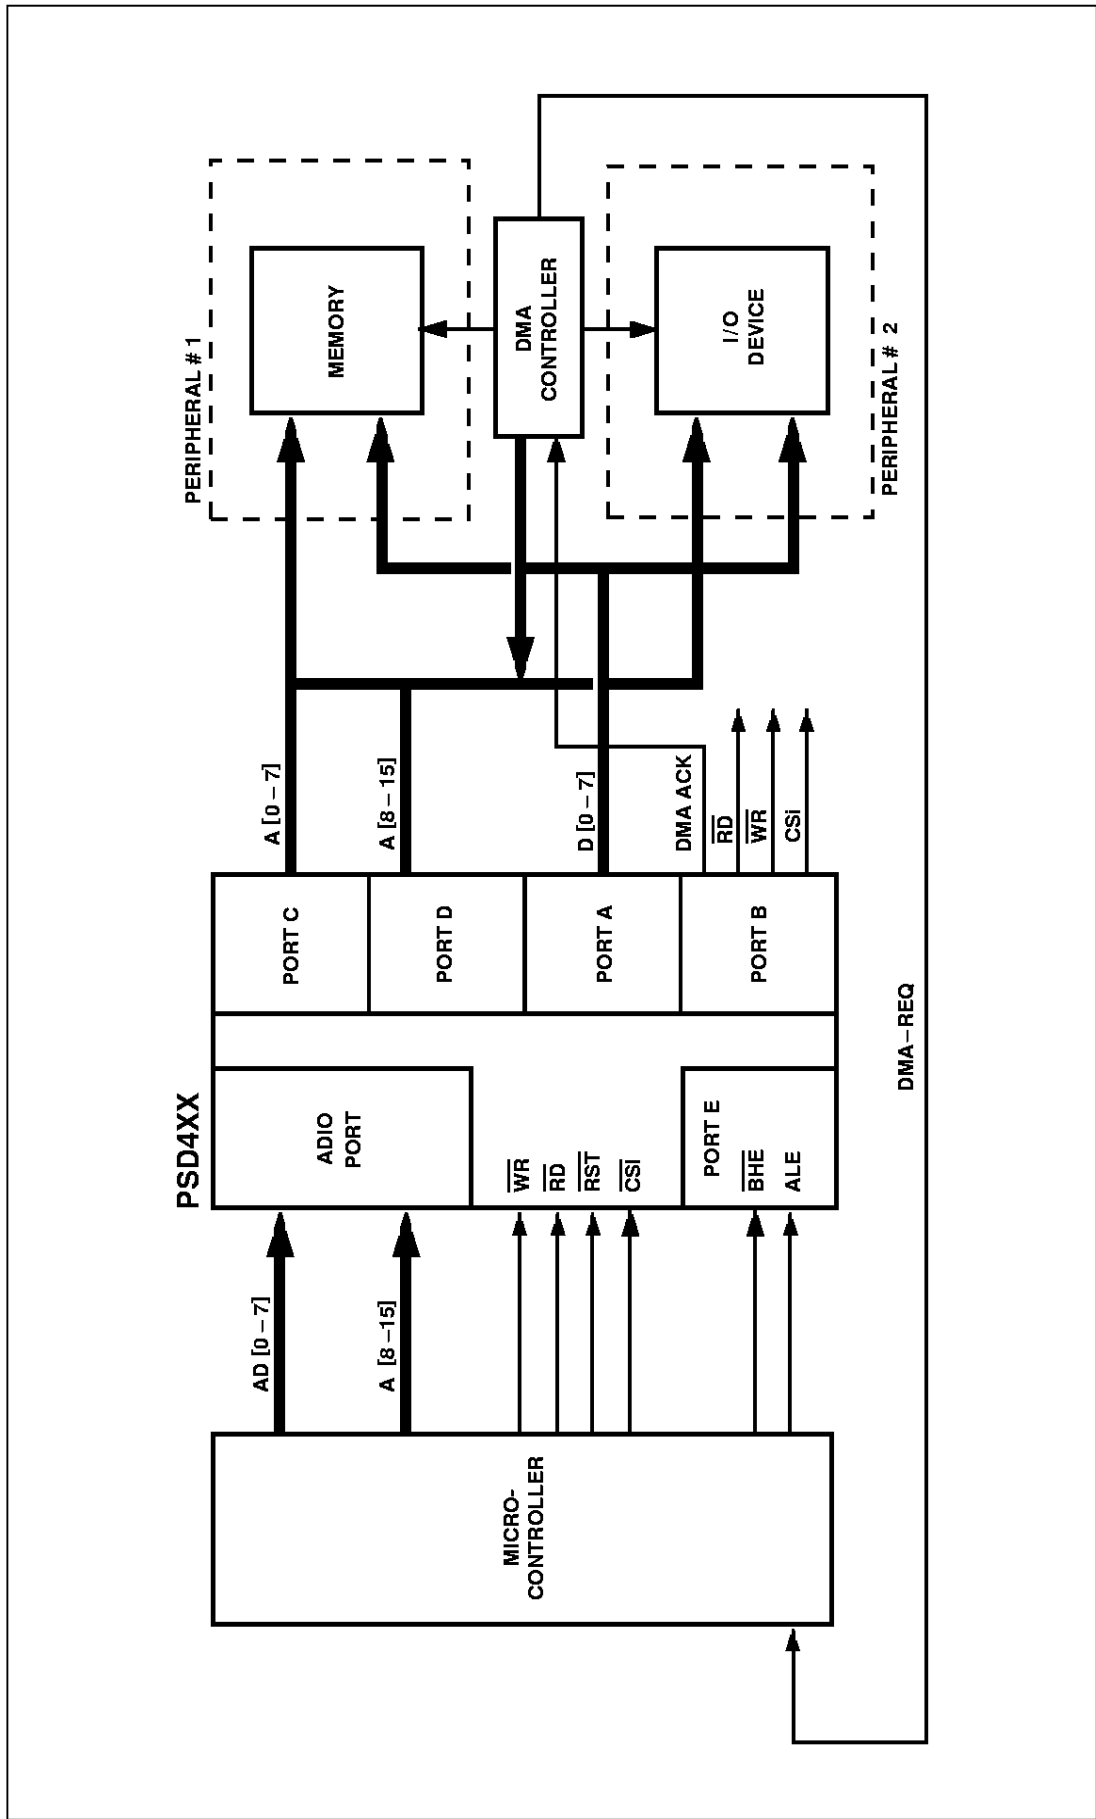 PSD4XX
MICRO-
CONTROLLER
AD [0 – 7]
A [8 –15]
ADIO
PORT
WR
RD
RST
CSi
PORT E
BHE
ALE
PORT C
PORT D
PORT A
PORT B
A [0 – 7]
A [8 – 15]
D [0 – 7]
DMA ACK
RD
WR
CSi
PERIPHERAL # 1
MEMORY
DMA
CONTROLLER
I/O
DEVICE
PERIPHERAL # 2
DMA–REQ